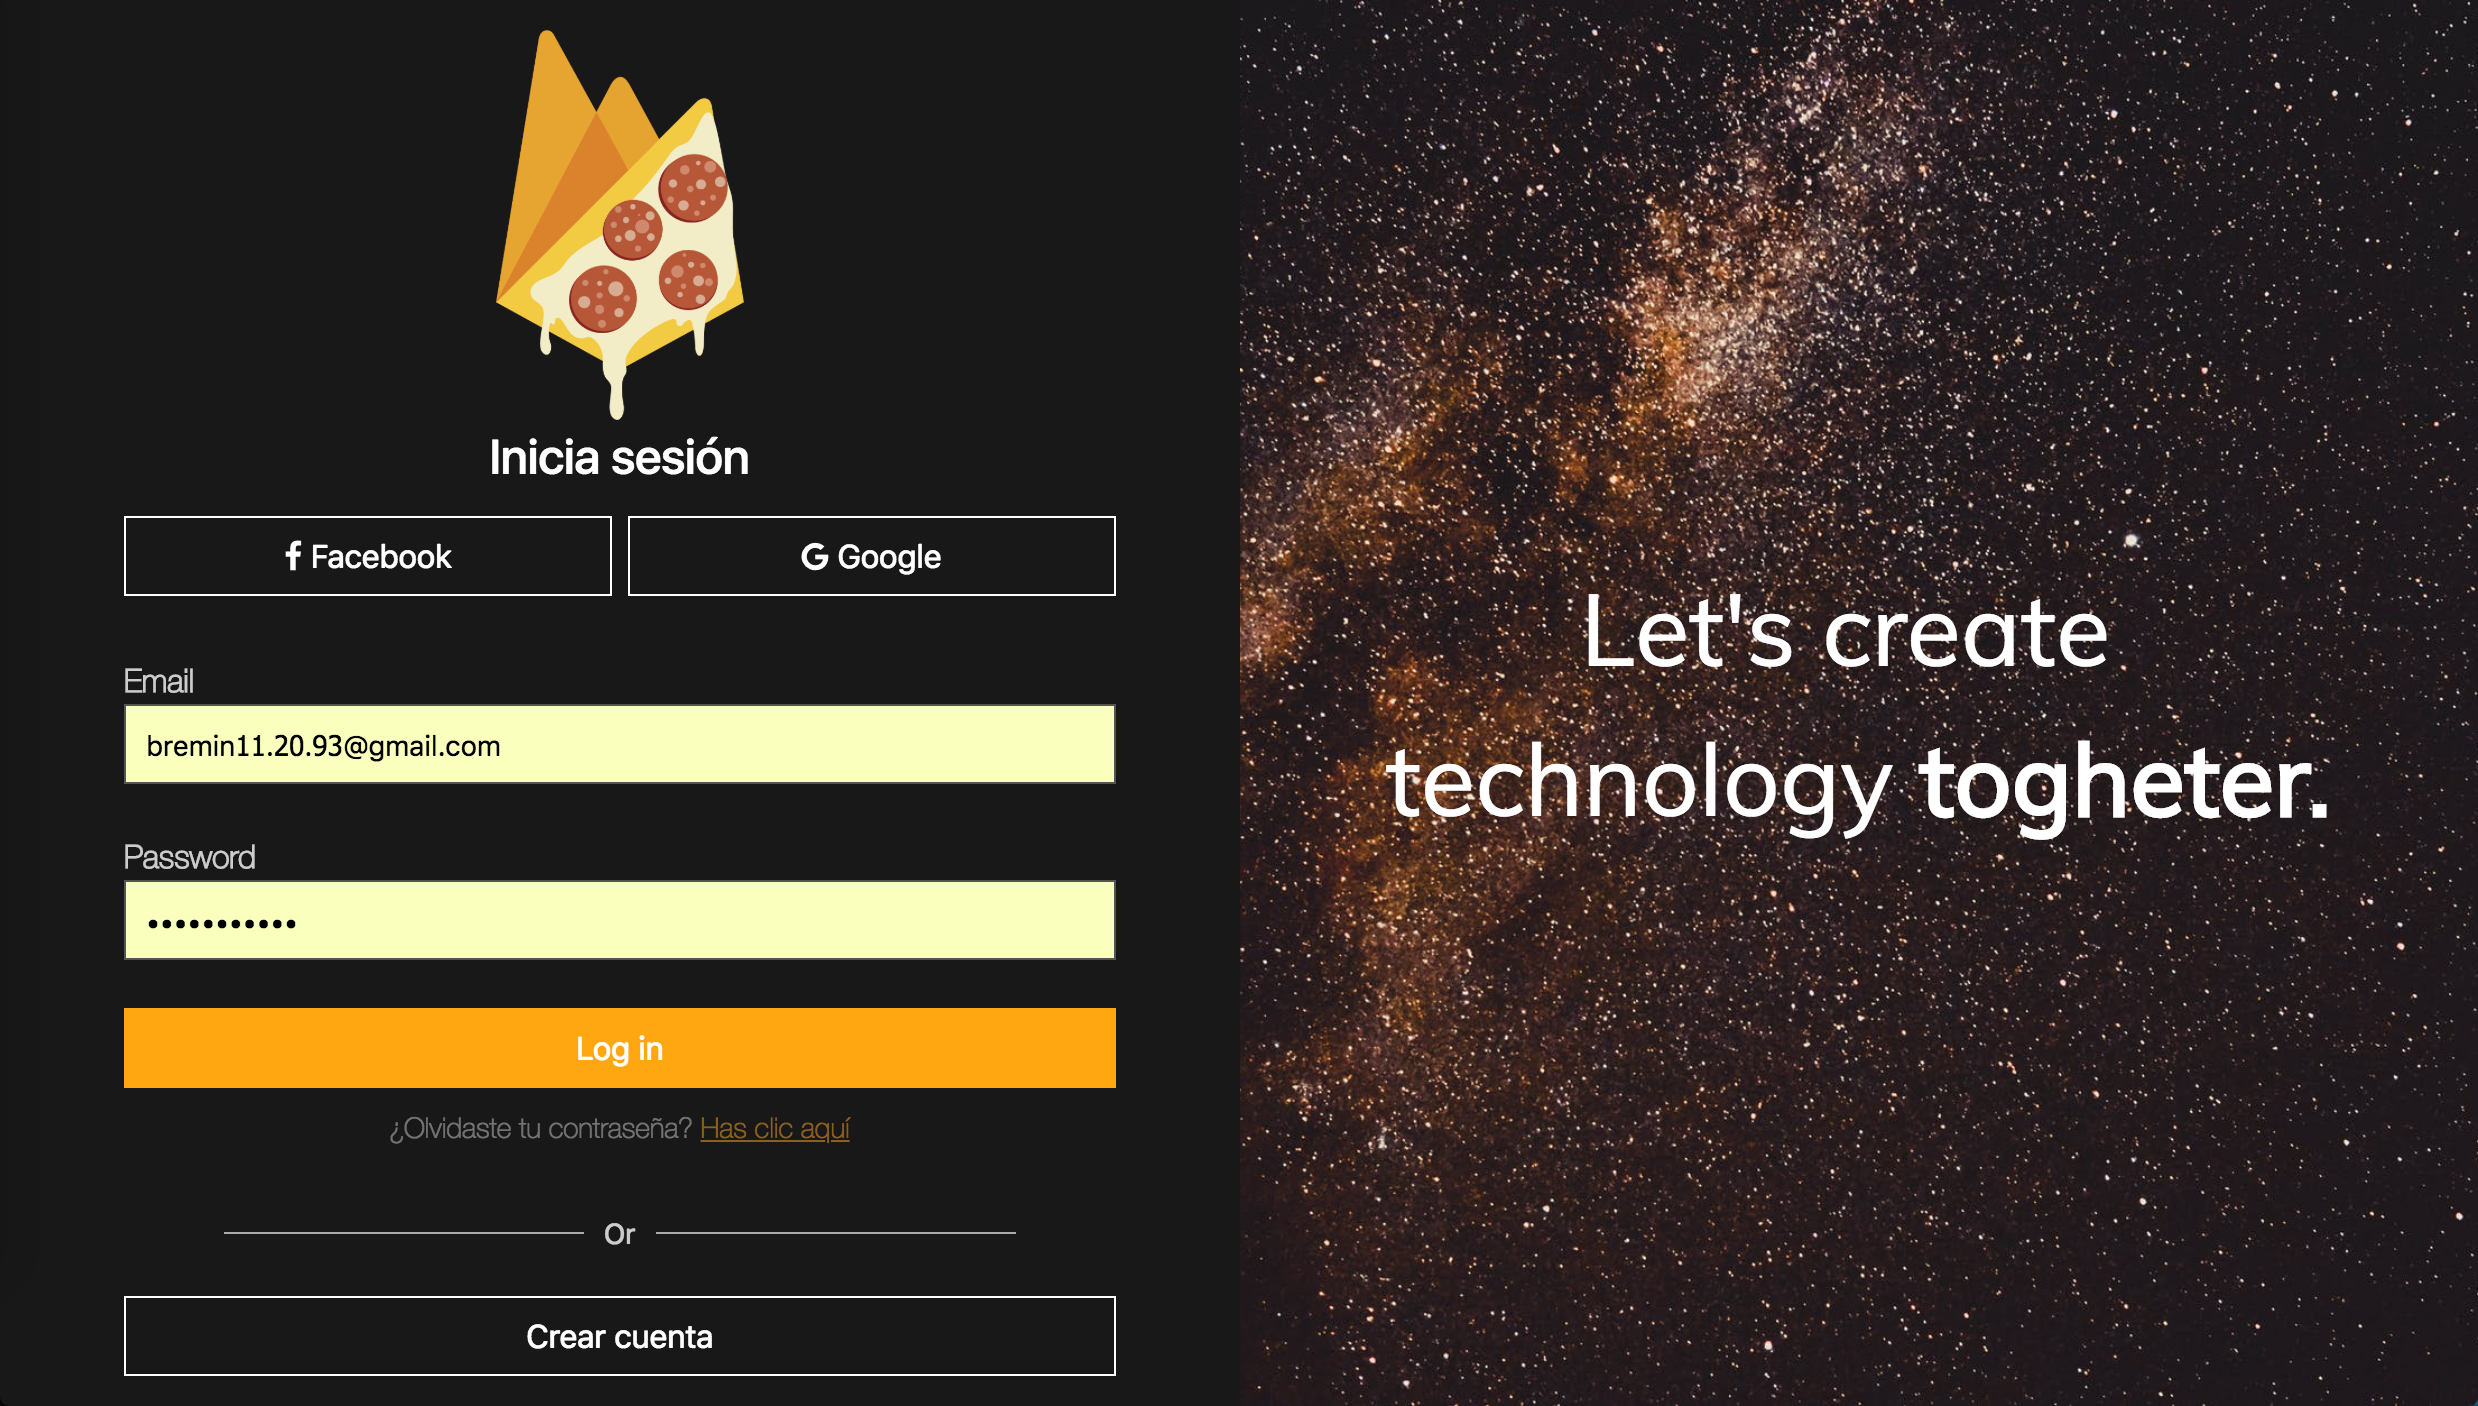 Inicia sesión
Facebook
Google
Email
bremin11.20.93@gmail.com
Password
•••••••••••
Log in
¿Olvidaste tu contraseña? Has clic aquí
Or
Crear cuenta
Let's create
technology togheter.